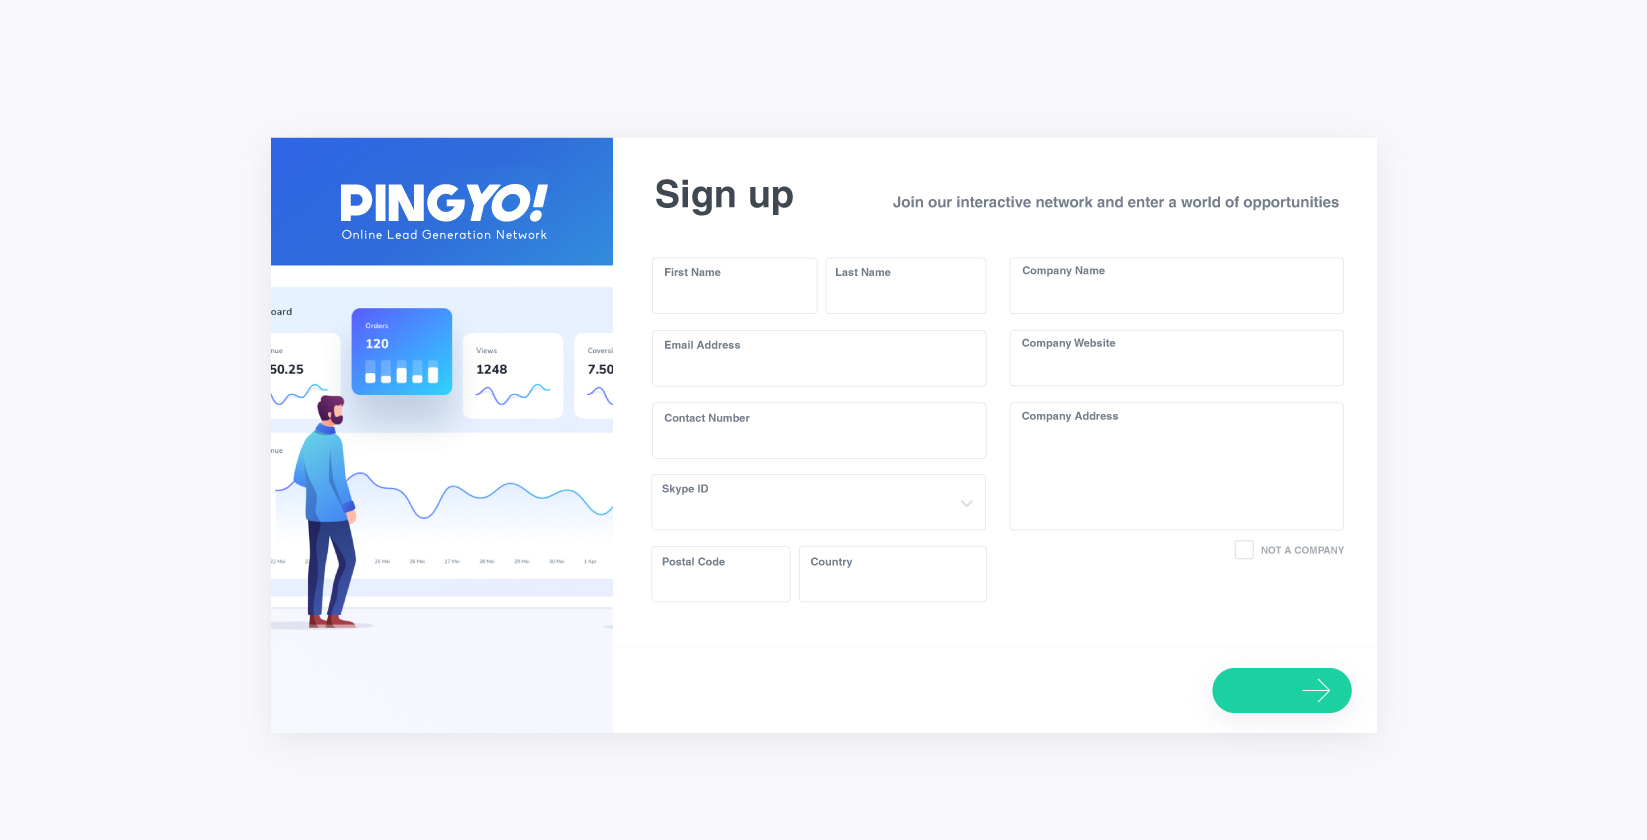 PINGYO!
Online Lead Generation Network
oard
Orders
120
nue
50.25
Views
1248
Coversi
7.50
nue
22 Mei
2
25 Mei
26 Mei
27 Mei
28 Mei
29 Mei
30 Mei
1 Apr
Sign up
Join our interactive network and enter a world of opportunities
First Name
Last Name
Company Name
Email Address
Company Website
Contact Number
Company Address
Skype ID
NOT A COMPANY
Postal Code
Country